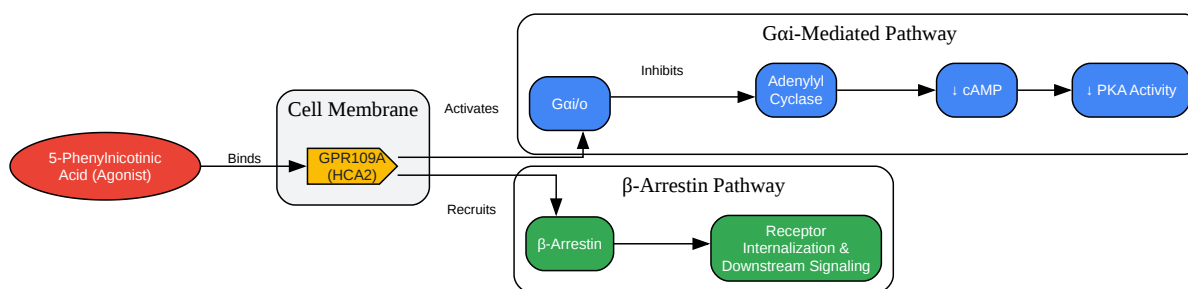 Gαi-Mediated Pathway
Inhibits
Gαi/o
Adenylyl
Cyclase
↓ cAMP
↓ PKA Activity
Cell Membrane
Activates
5-Phenylnicotinic
Acid (Agonist)
Binds
GPR109A
(HCA2)
β-Arrestin Pathway
Recruits
β-Arrestin
Receptor
Internalization &
Downstream Signaling